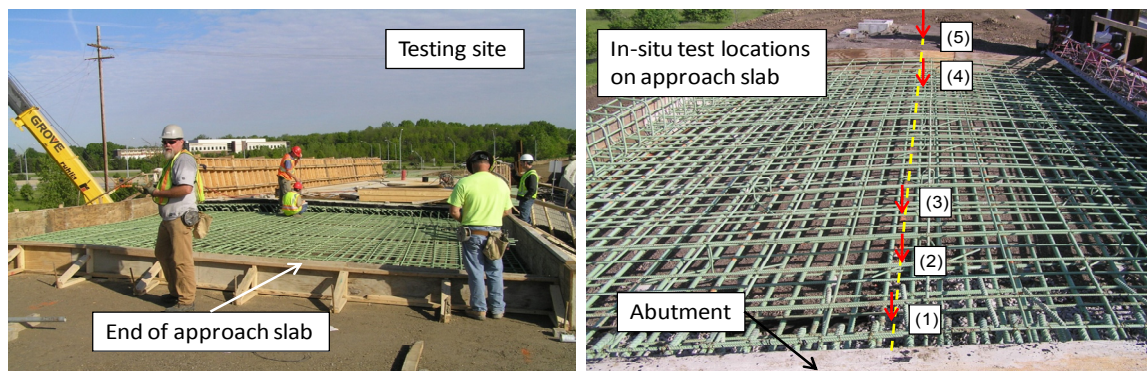 Testing site
GROVE
End of approach slab
In-situ test locations
on approach slab
(5)
(4)
(3)
(2)
(1)
Abutment